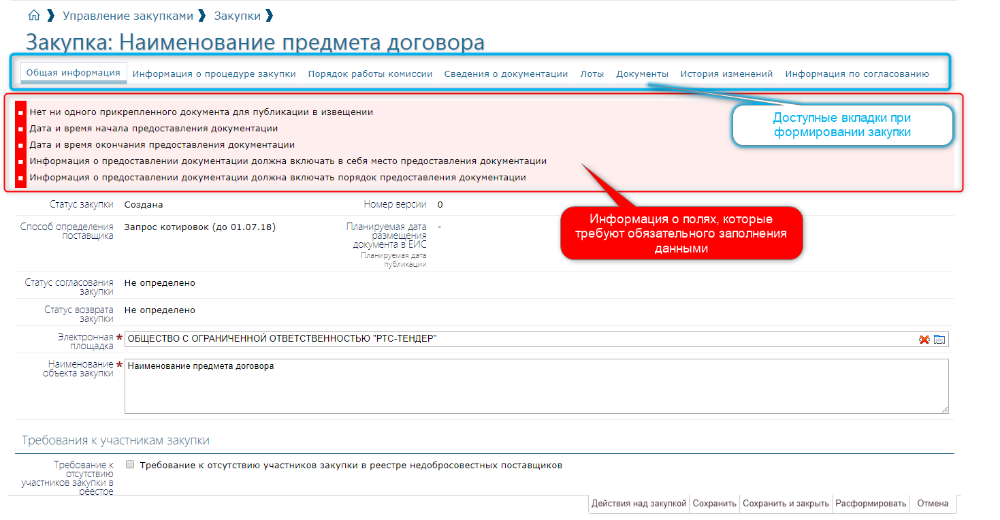 Управление закупками Закупки
Закупка: Наименование предмета договора
Общая информация Информация о процедуре закупки Порядок работы комиссии Сведения о документации Лоты Документы История изменений Информация по согласованию
Доступные вкладки при
формировании закупки
Нет ни одного прикрепленного документа для публикации в извещении
Дата и время начала предоставления документации
Дата и время окончания предоставления документации
Информация о предоставлении документации должна включать в себя место предоставления документации
Информация о предоставлении документации должна включать порядок предоставления документации
Информация о полях, которые
требуют обязательного заполнения
данными
Статус закупки Создана Номер версии 0
Способ определения
поставщика
Запрос котировок (до 01.07.18)
Планируемая дата
размещения
документа в ЕИС
Планируемая дата
публикации
-
Статус согласования
закупки
Не определено
Статус возврата
закупки
Не определено
Электронная
площадка
* ОБЩЕСТВО С ОГРАНИЧЕННОЙ ОТВЕТСТВЕННОСТЬЮ "РТС-ТЕНДЕР"
Наименование
объекта закупки
* Наименование предмета договора
Требования к участникам закупки
Требование к
отсутствию
участников закупки в
реестре
Требование к отсутствию участников закупки в реестре недобросовестных поставщиков
Действия над закупкой Сохранить Сохранить и закрыть Расформировать Отмена